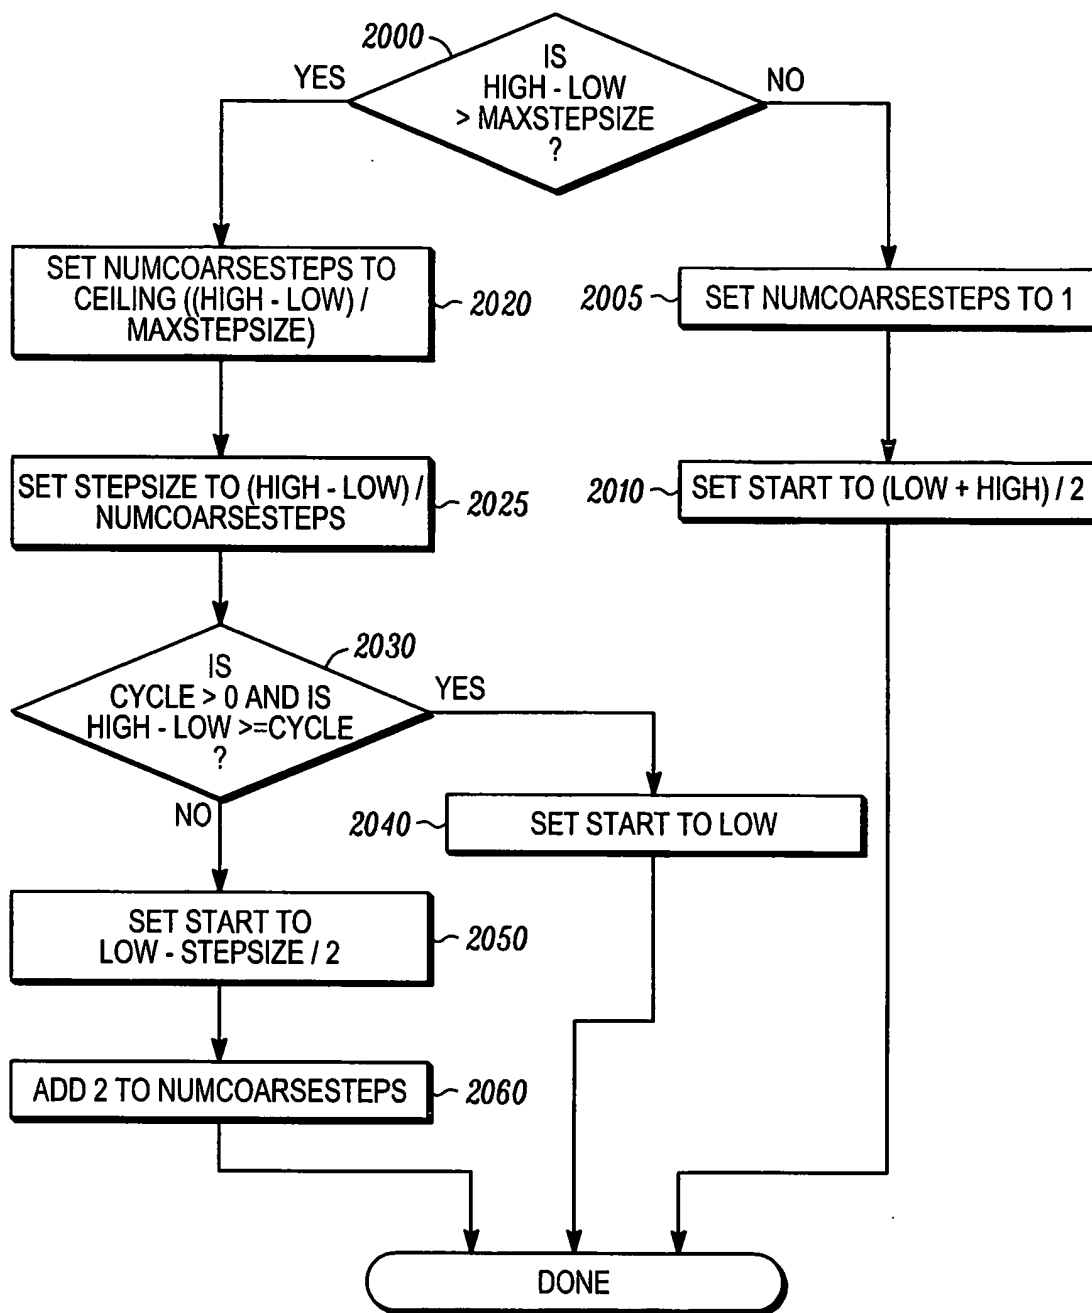 2000
IS
HIGH - LOW
> MAXSTEPSIZE
?
YES
NO
SET NUMCOARSESTEPS TO
CEILING ((HIGH - LOW) /
MAXSTEPSIZE)
2020
2005
SET NUMCOARSESTEPS TO 1
SET STEPSIZE TO (HIGH - LOW) /
NUMCOARSESTEPS
2025
2010
SET START TO (LOW + HIGH) / 2
2030
IS
CYCLE > 0 AND IS
HIGH - LOW >=CYCLE
?
YES
NO
2040
SET START TO LOW
SET START TO
LOW - STEPSIZE / 2
2050
ADD 2 TO NUMCOARSESTEPS
2060
DONE